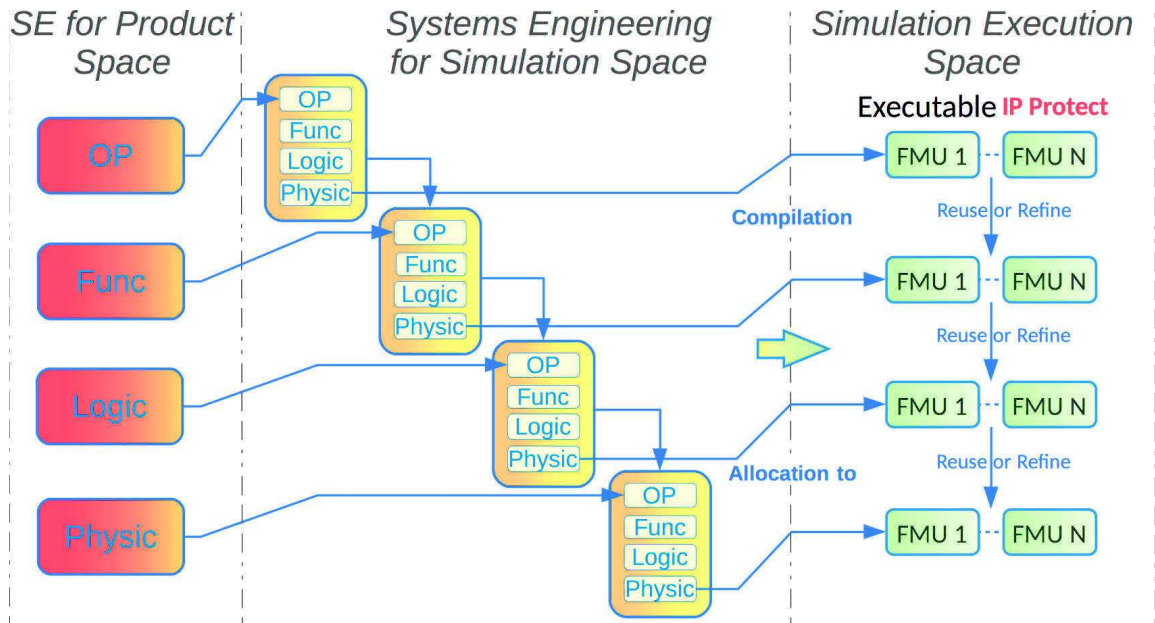 SE for Product
Space
Systems Engineering
for Simulation Space
Simulation Execution
Space
Executable IP Protect
OP
Func
Logic
Physic
OP
Func
Logic
Physic
OP
Func
Logic
Physic
OP
Func
Logic
Physic
OP
Func
Logic
Physic
Compilation
Allocation to
FMU 1
FMU N
Reuse or Refine
FMU 1
FMU N
Reuse or Refine
FMU 1
FMU N
Reuse or Refine
FMU 1
FMU N